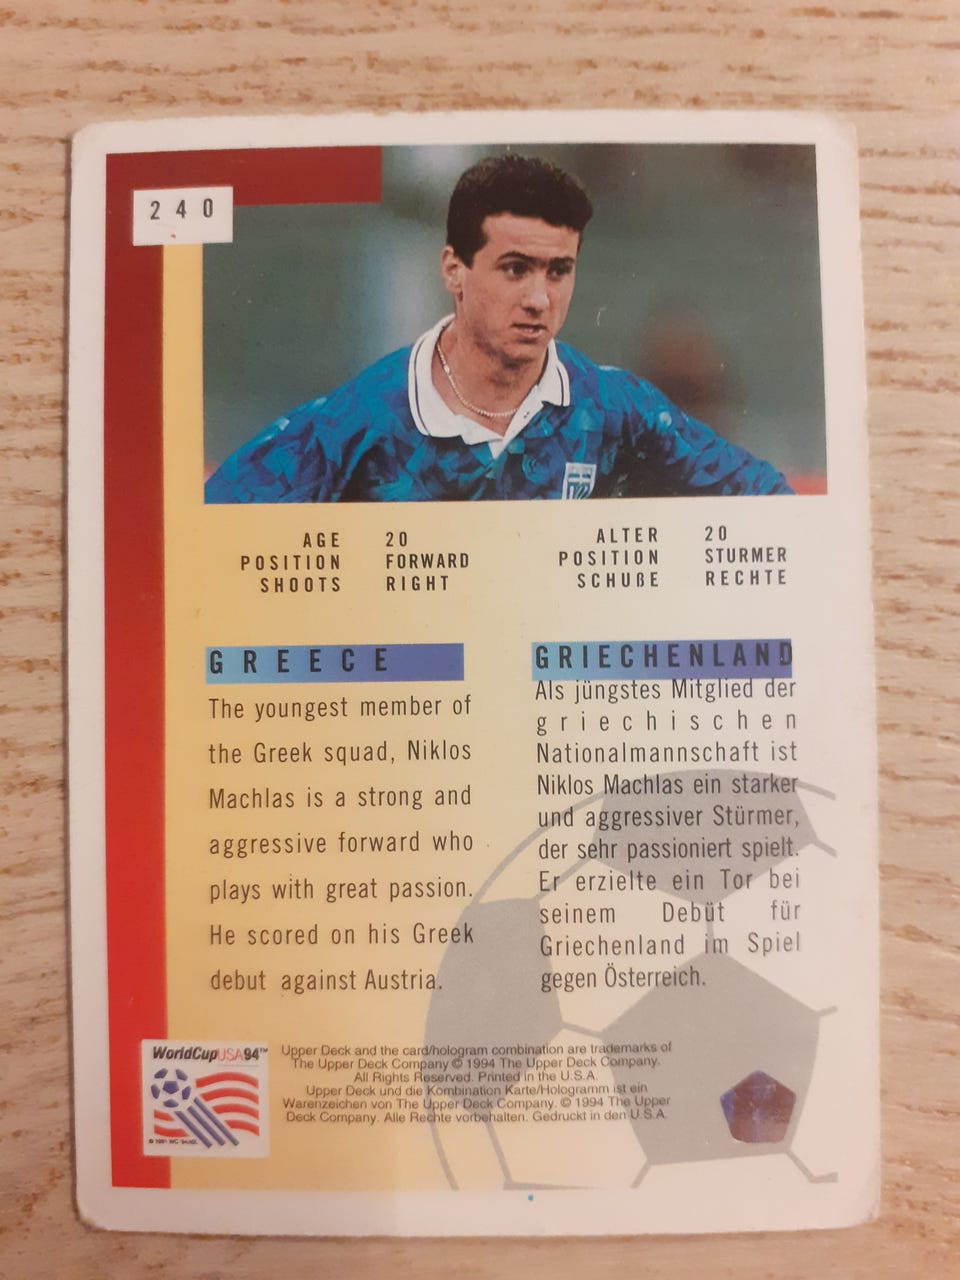 240
AGE 20
POSITION FORWARD
SHOOTS RIGHT
ALTER 20
POSITION STURMER
SCHUßE RECHTE
GREECE
The youngest member of
the Greek squad, Niklos
Machlas is a strong and
aggressive forward who
plays with great passion.
He scored on his Greek
debut against Austria.
GRIECHENLAND
Als jüngstes Mitglied der
griechischen
Nationalmannschaft ist
Niklos Machlas ein starker
und aggressiver Stürmer,
der sehr passioniert spielt.
Er erzielte ein Tor bei
seinem Debüt für
Griechenland im Spiel
gegen Österreich.
WorldCupUSA94™
Upper Deck and the card/hologram combination are trademarks of
The Upper Deck Company © 1994 The Upper Deck Company.
All Rights Reserved. Printed in the U.S.A.
Upper Deck und die Kombination Karte/Hologramm ist ein
Warenzeichen von The Upper Deck Company. © 1994 The Upper
Deck Company. Alle Rechte vorbehalten. Gedruckt in den U.S.A.